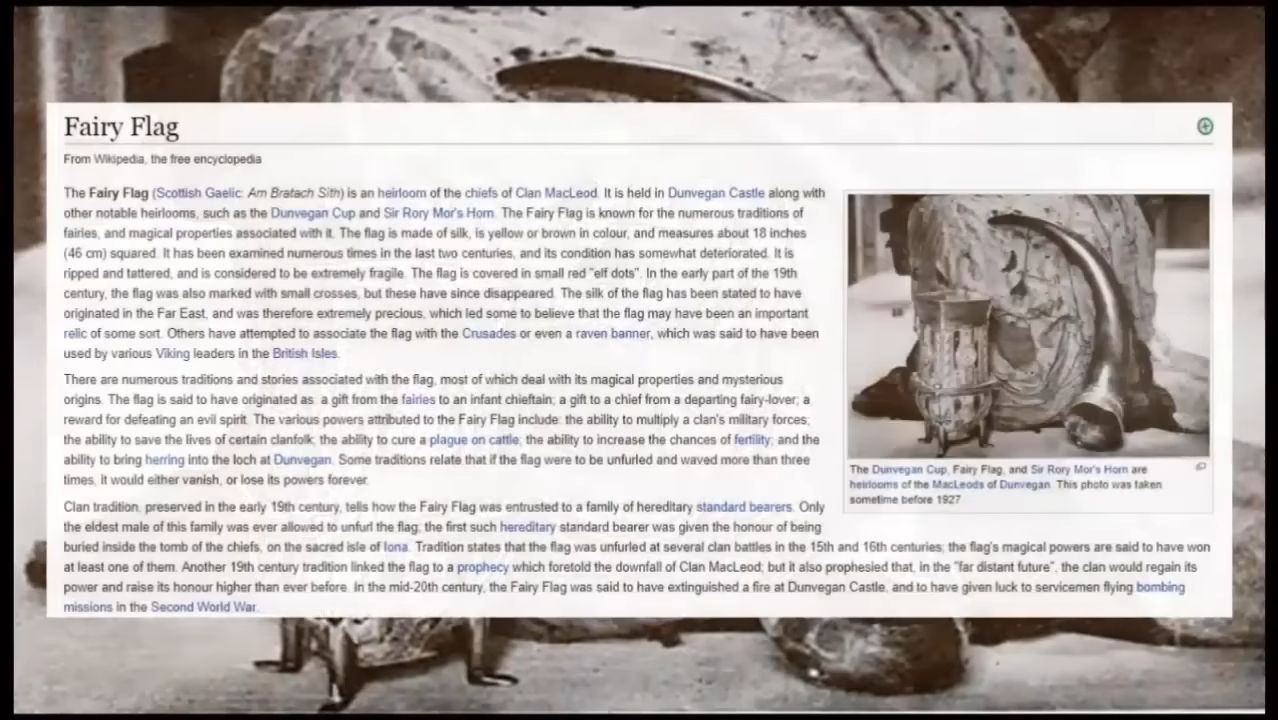 Fairy Flag
From Wikipedia, the free encyclopedia
The Fairy Flag (Scottish Gaelic: Am Bratach Sìth) is an heirloom of the chiefs of Clan MacLeod. It is held in Dunvegan Castle along with
other notable heirlooms, such as the Dunvegan Cup and Sir Rory Mor's Horn. The Fairy Flag is known for the numerous traditions of
fairies, and magical properties associated with it. The flag is made of silk, is yellow or brown in colour, and measures about 18 inches
(46 cm) squared. It has been examined numerous times in the last two centuries, and its condition has somewhat deteriorated. It is
ripped and tattered, and is considered to be extremely fragile. The flag is covered in small red "elf dots". In the early part of the 19th
century, the flag was also marked with small crosses, but these have since disappeared. The silk of the flag has been stated to have
originated in the Far East, and was therefore extremely precious, which led some to believe that the flag may have been an important
relic of some sort. Others have attempted to associate the flag with the Crusades or even a raven banner, which was said to have been
used by various Viking leaders in the British Isles.
There are numerous traditions and stories associated with the flag, most of which deal with its magical properties and mysterious
origins. The flag is said to have originated as: a gift from the fairies to an infant chieftain; a gift to a chief from a departing fairy-lover; a
reward for defeating an evil spirit. The various powers attributed to the Fairy Flag include: the ability to multiply a clan's military forces;
the ability to save the lives of certain clanfolk; the ability to cure a plague on cattle; the ability to increase the chances of fertility; and the
ability to bring herring into the loch at Dunvegan. Some traditions relate that if the flag were to be unfurled and waved more than three
times, it would either vanish, or lose its powers forever.
Clan tradition, preserved in the early 19th century, tells how the Fairy Flag was entrusted to a family of hereditary standard bearers. Only
the eldest male of this family was ever allowed to unfurl the flag; the first such hereditary standard bearer was given the honour of being
buried inside the tomb of the chiefs, on the sacred isle of Iona. Tradition states that the flag was unfurled at several clan battles in the 15th and 16th centuries; the flag's magical powers are said to have won
at least one of them. Another 19th century tradition linked the flag to a prophecy which foretold the downfall of Clan MacLeod; but it also prophesied that, in the "far distant future", the clan would regain its
power and raise its honour higher than ever before. In the mid-20th century, the Fairy Flag was said to have extinguished a fire at Dunvegan Castle, and to have given luck to servicemen flying bombing
missions in the Second World War.
The Dunvegan Cup, Fairy Flag, and Sir Rory Mor's Horn are
heirlooms of the MacLeods of Dunvegan. This photo was taken
sometime before 1927